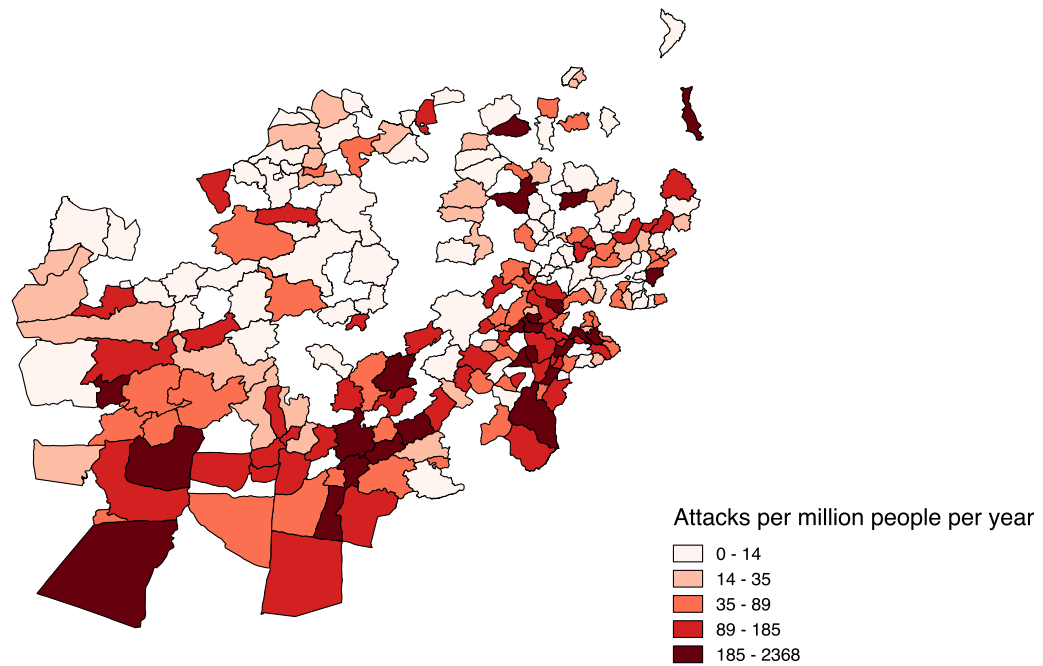 Attacks per million people per year
0 - 14
14 - 35
35 - 89
89 - 185
185 - 2368